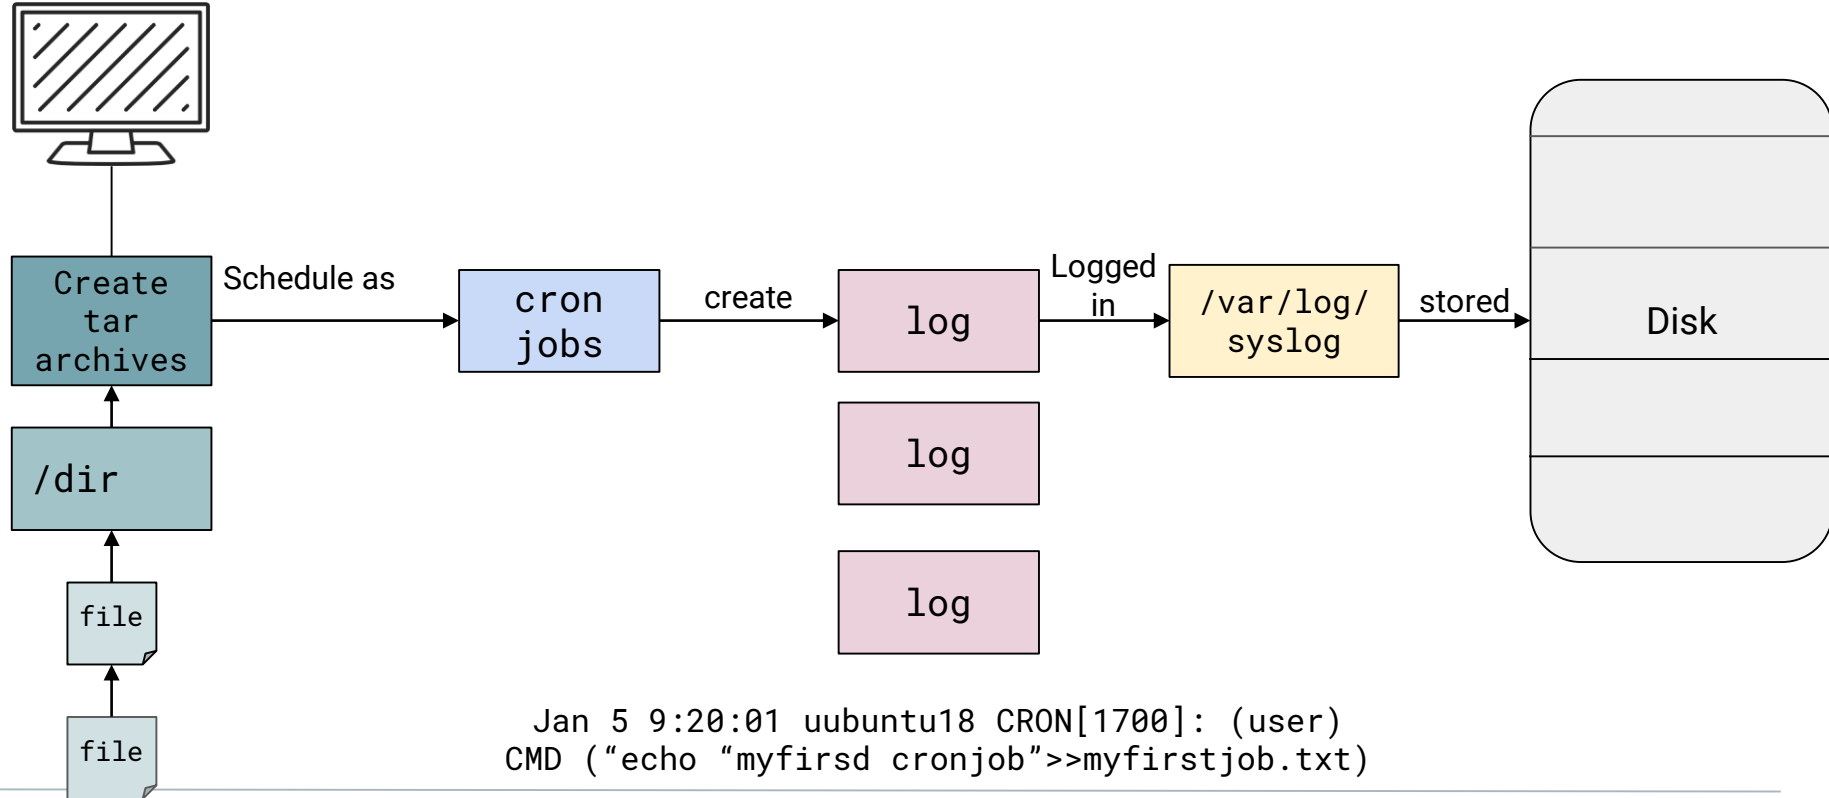 Create
tar
archives
Schedule as
cron
jobs
create
log
Logged
in
/var/log/
syslog
stored
Disk
/dir
log
file
log
file
Jan 5 9:20:01 uubuntu18 CRON[1700]: (user)
CMD (“echo “myfirsd cronjob”>>myfirstjob.txt)